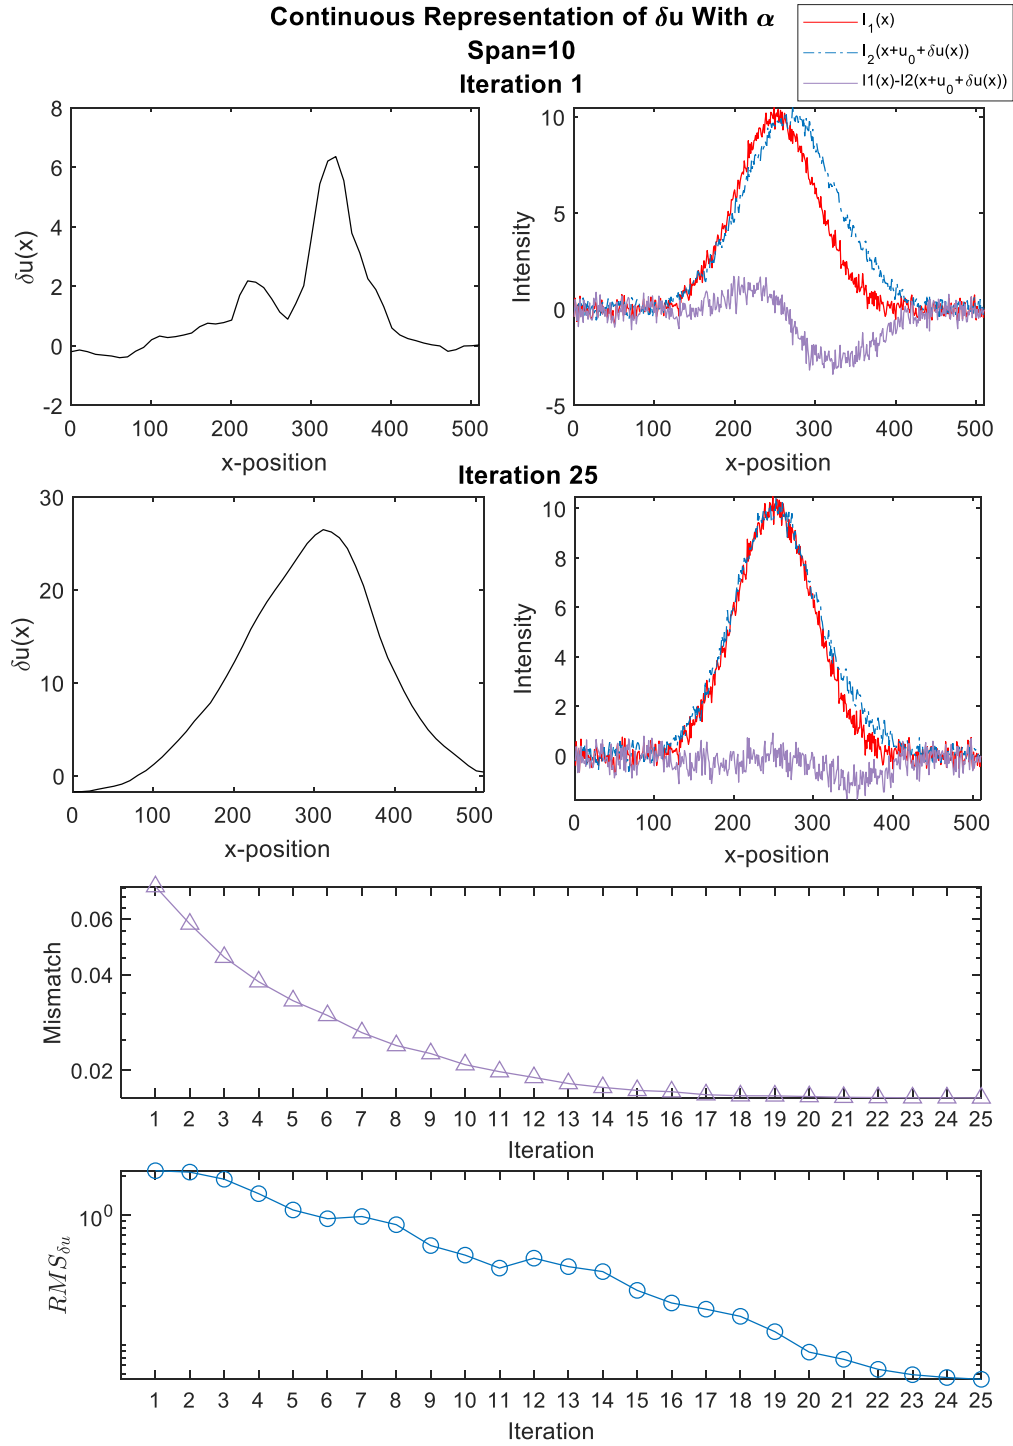 Continuous Representation of δu With α
Span=10
Iteration 1
I₁(x)
I₂(x+u₀+δu(x))
I1(x)-I2(x+u₀+δu(x))
8
6
4
2
0
-2
δu(x)
0 100 200 300 400 500
x-position
10
5
0
-5
Intensity
0 100 200 300 400 500
x-position
Iteration 25
30
20
10
0
δu(x)
0 100 200 300 400 500
x-position
10
8
6
4
2
0
Intensity
0 100 200 300 400 500
x-position
0.06
0.04
0.02
Mismatch
1 2 3 4 5 6 7 8 9 10 11 12 13 14 15 16 17 18 19 20 21 22 23 24 25
Iteration
10⁰
RMS_δu
1 2 3 4 5 6 7 8 9 10 11 12 13 14 15 16 17 18 19 20 21 22 23 24 25
Iteration